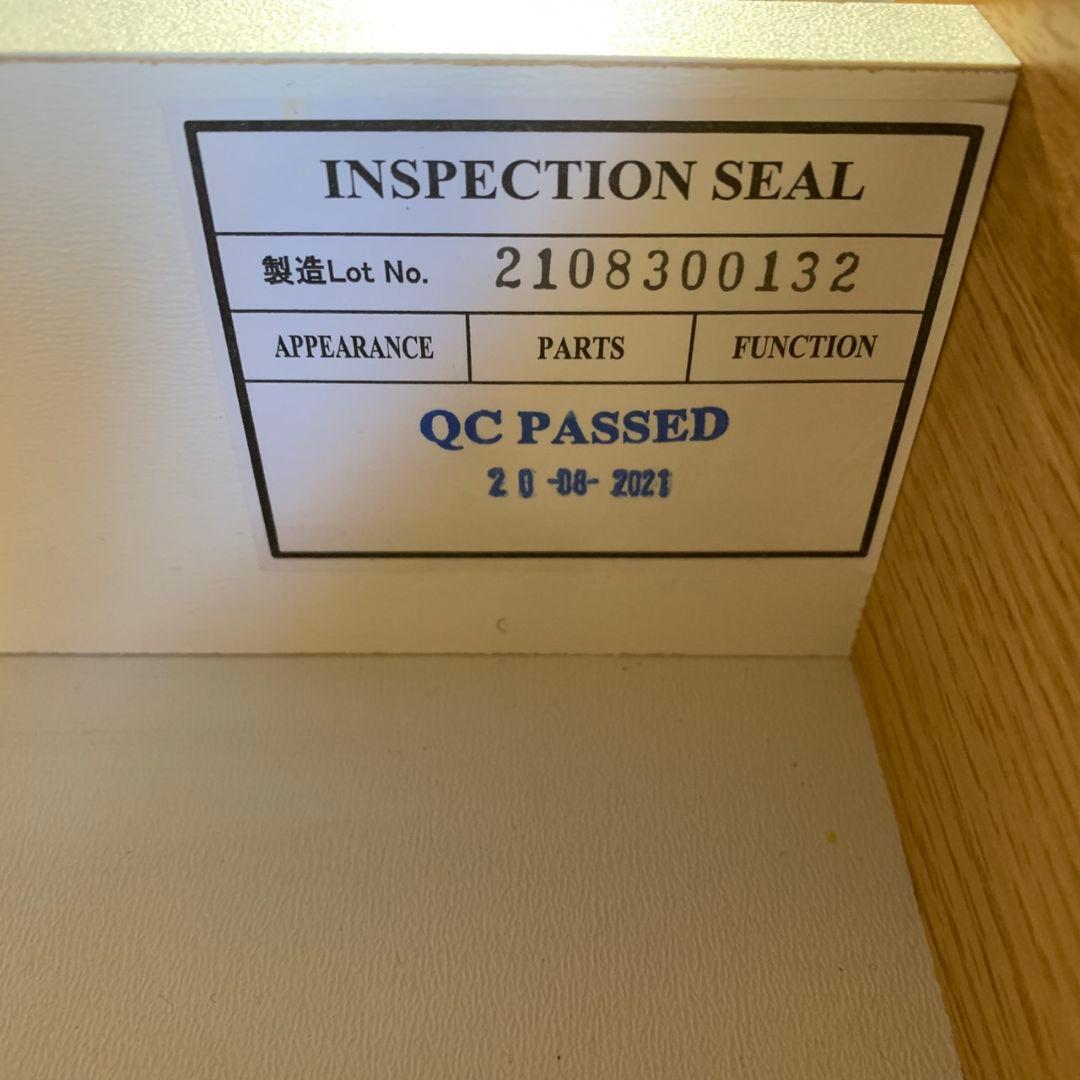 INSPECTION SEAL
製造Lot No. 2108300132
APPEARANCE PARTS FUNCTION
QC PASSED
20-08-2021